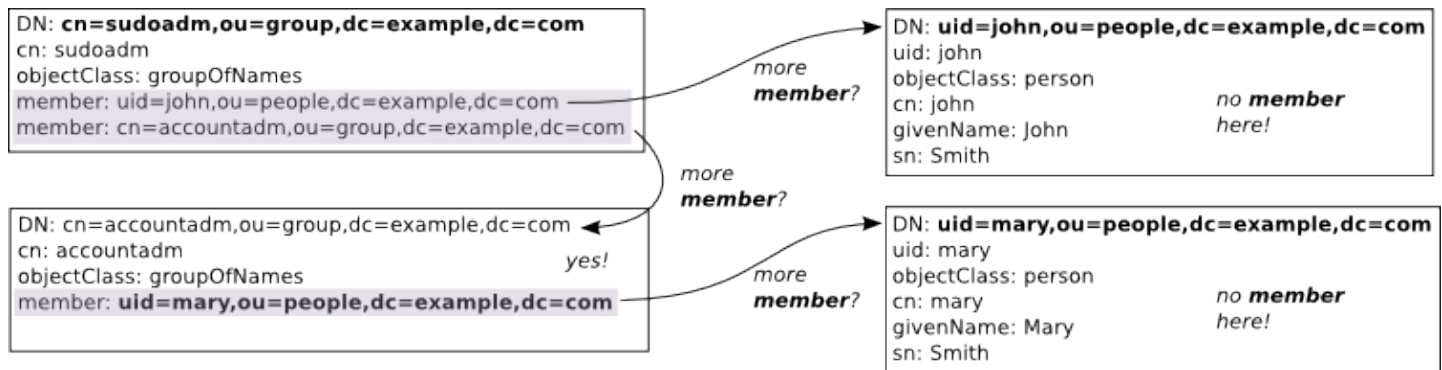 DN: cn=sudoadm,ou=group,dc=example,dc=com
cn: sudoadm
objectClass: groupOfNames
member: uid=john,ou=people,dc=example,dc=com
member: cn=accountadm,ou=group,dc=example,dc=com
more
member?
DN: uid=john,ou=people,dc=example,dc=com
uid: john
objectClass: person
cn: john
givenName: John
sn: Smith
no member
here!
more
member?
DN: cn=accountadm,ou=group,dc=example,dc=com
cn: accountadm
objectClass: groupOfNames
member: uid=mary,ou=people,dc=example,dc=com
yes!
more
member?
DN: uid=mary,ou=people,dc=example,dc=com
uid: mary
objectClass: person
cn: mary
givenName: Mary
sn: Smith
no member
here!